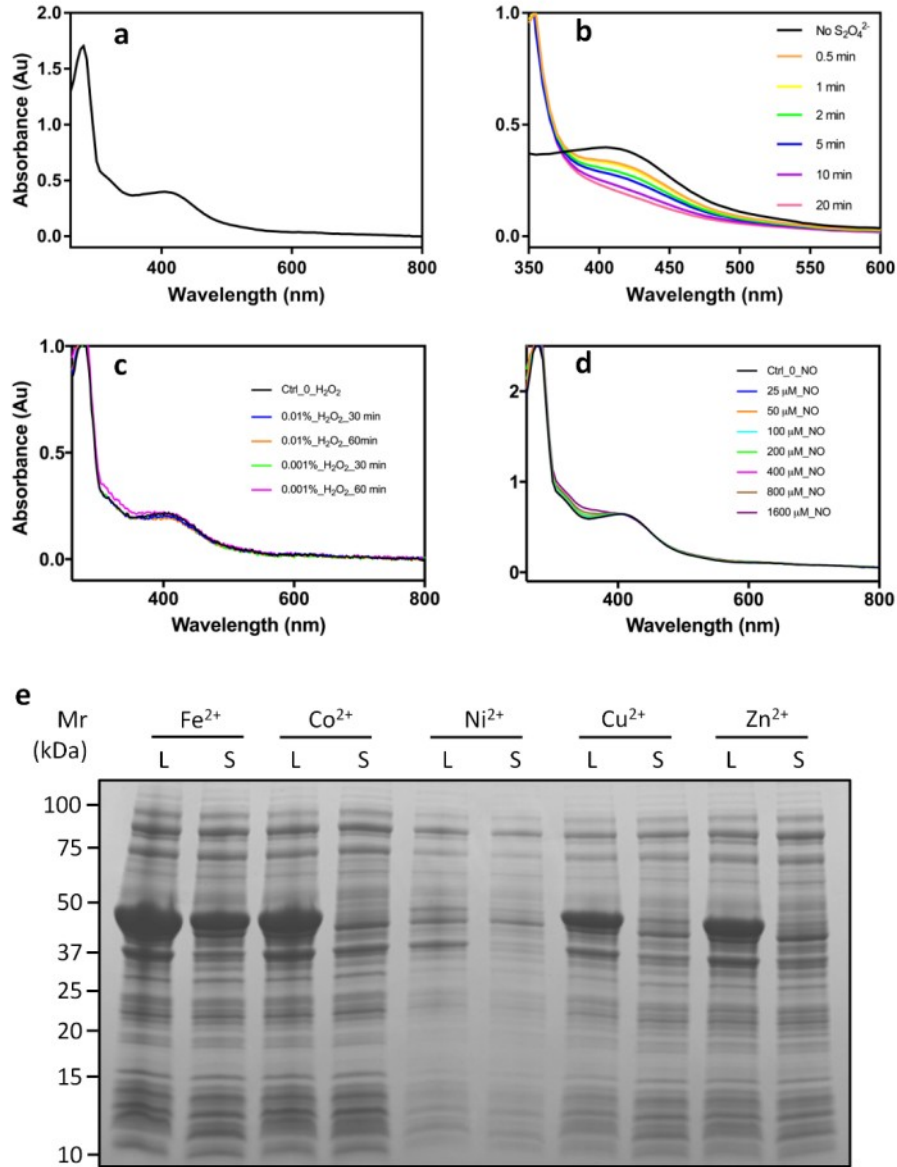 a
Absorbance (Au)
2.0
1.5
1.0
0.5
0.0
400
600
800
Wavelength (nm)
b
1.0
0.5
0.0
350
400
450
500
550
600
Wavelength (nm)
No S₂O₄²⁻
0.5 min
1 min
2 min
5 min
10 min
20 min
c
Absorbance (Au)
1.0
0.5
0.0
400
600
800
Wavelength (nm)
Ctrl_0_H₂O₂
0.01%_H₂O₂_30 min
0.01%_H₂O₂_60min
0.001%_H₂O₂_30 min
0.001%_H₂O₂_60 min
d
2
1
0
400
600
800
Wavelength (nm)
Ctrl_0_NO
25 μM_NO
50 μM_NO
100 μM_NO
200 μM_NO
400 μM_NO
800 μM_NO
1600 μM_NO
e
Mr
(kDa)
Fe²⁺ Co²⁺ Ni²⁺ Cu²⁺ Zn²⁺
L S L S L S L S L S
100
75
50
37
25
20
15
10